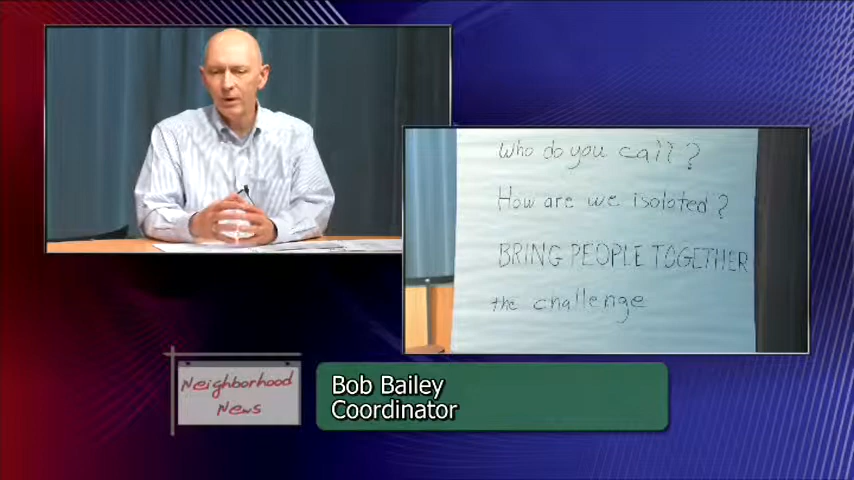 Who do you call?
How are we isolated?
BRING PEOPLE TOGETHER
the challenge
Neighborhood
News
Bob Bailey
Coordinator